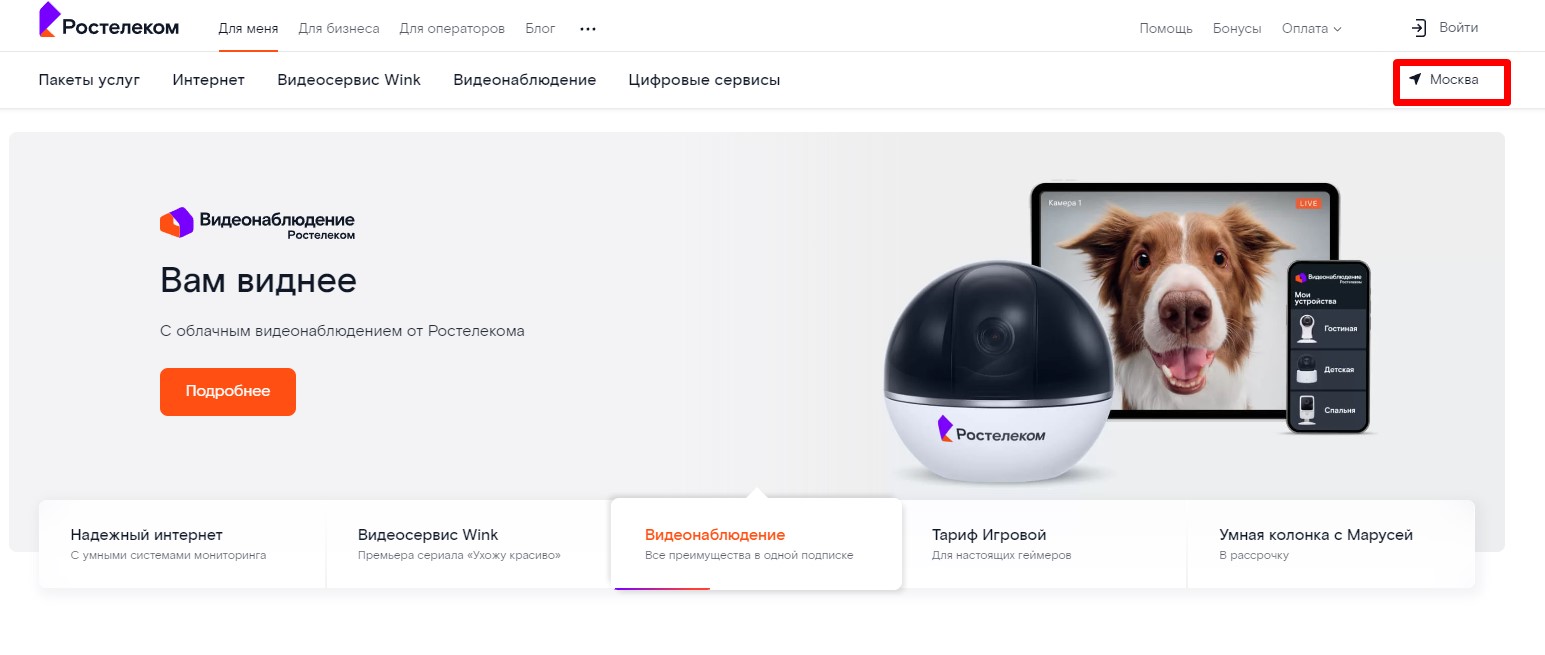 Ростелеком
Для меня Для бизнеса Для операторов Блог ••• Помощь Бонусы Оплата Войти
Пакеты услуг Интернет Видеосервис Wink Видеонаблюдение Цифровые сервисы Москва
Видеонаблюдение
Ростелеком
Вам виднее
С облачным видеонаблюдением от Ростелекома
Подробнее
Камера 1 LIVE
Видеонаблюдение
Ростелеком
Мои
устройства
Гостиная
Детская
Спальня
Ростелеком
Надежный интернет
С умными системами мониторинга
Видеосервис Wink
Премьера сериала «Ухожу красиво»
Видеонаблюдение
Все преимущества в одной подписке
Тариф Игровой
Для настоящих геймеров
Умная колонка с Марусей
В рассрочку